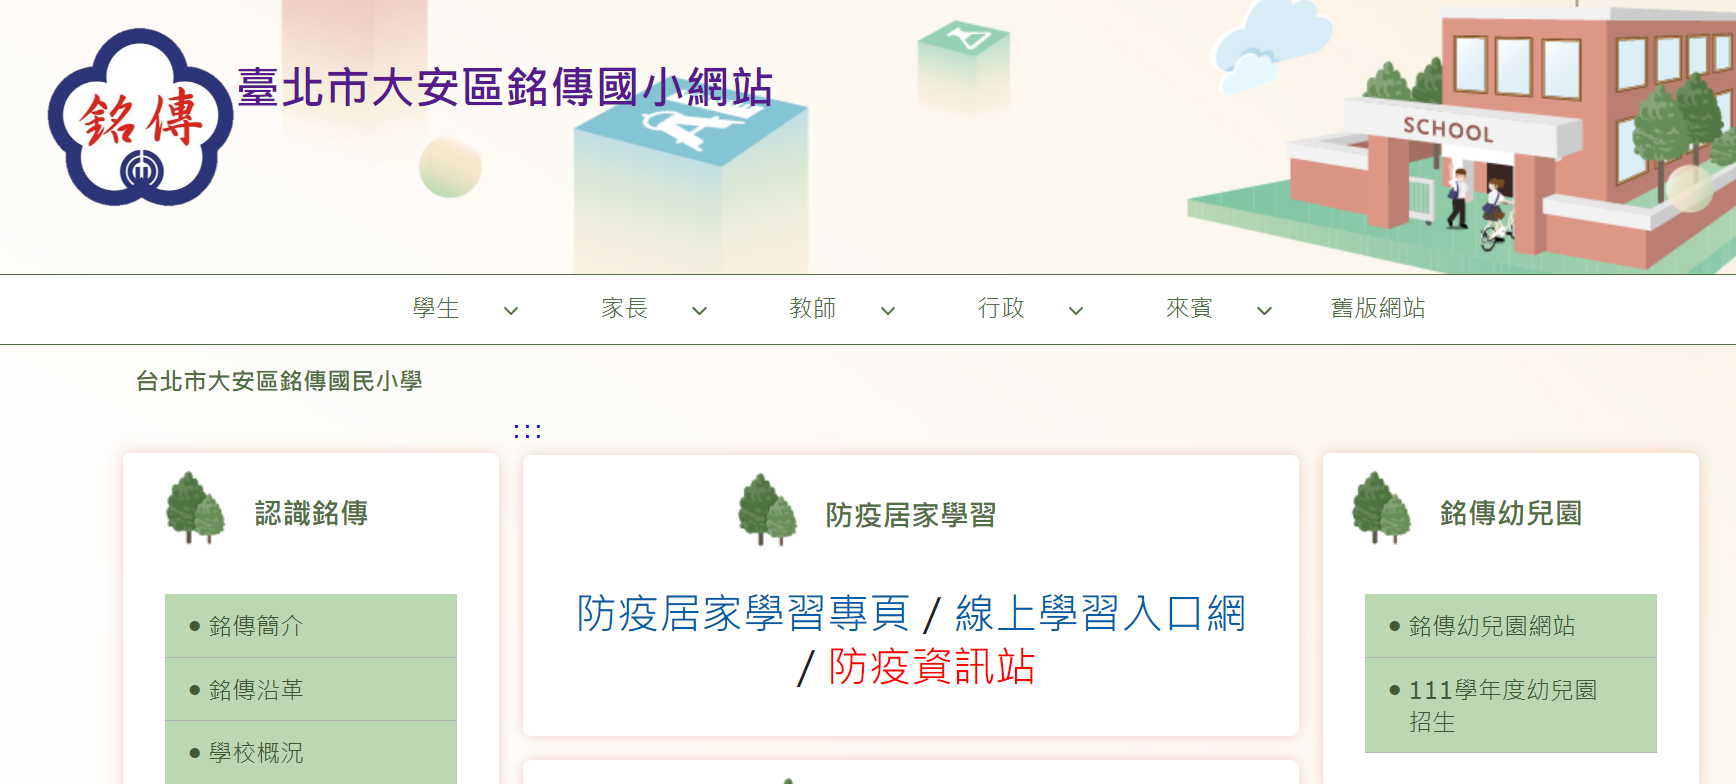 銘傳
臺北市大安區銘傳國小網站
SCHOOL
學生 家長 教師 行政 來賓 舊版網站
台北市大安區銘傳國民小學
:::
認識銘傳
銘傳簡介
銘傳沿革
學校概況
防疫居家學習
防疫居家學習專頁 / 線上學習入口網
/ 防疫資訊站
銘傳幼兒園
銘傳幼兒園網站
111學年度幼兒園
招生